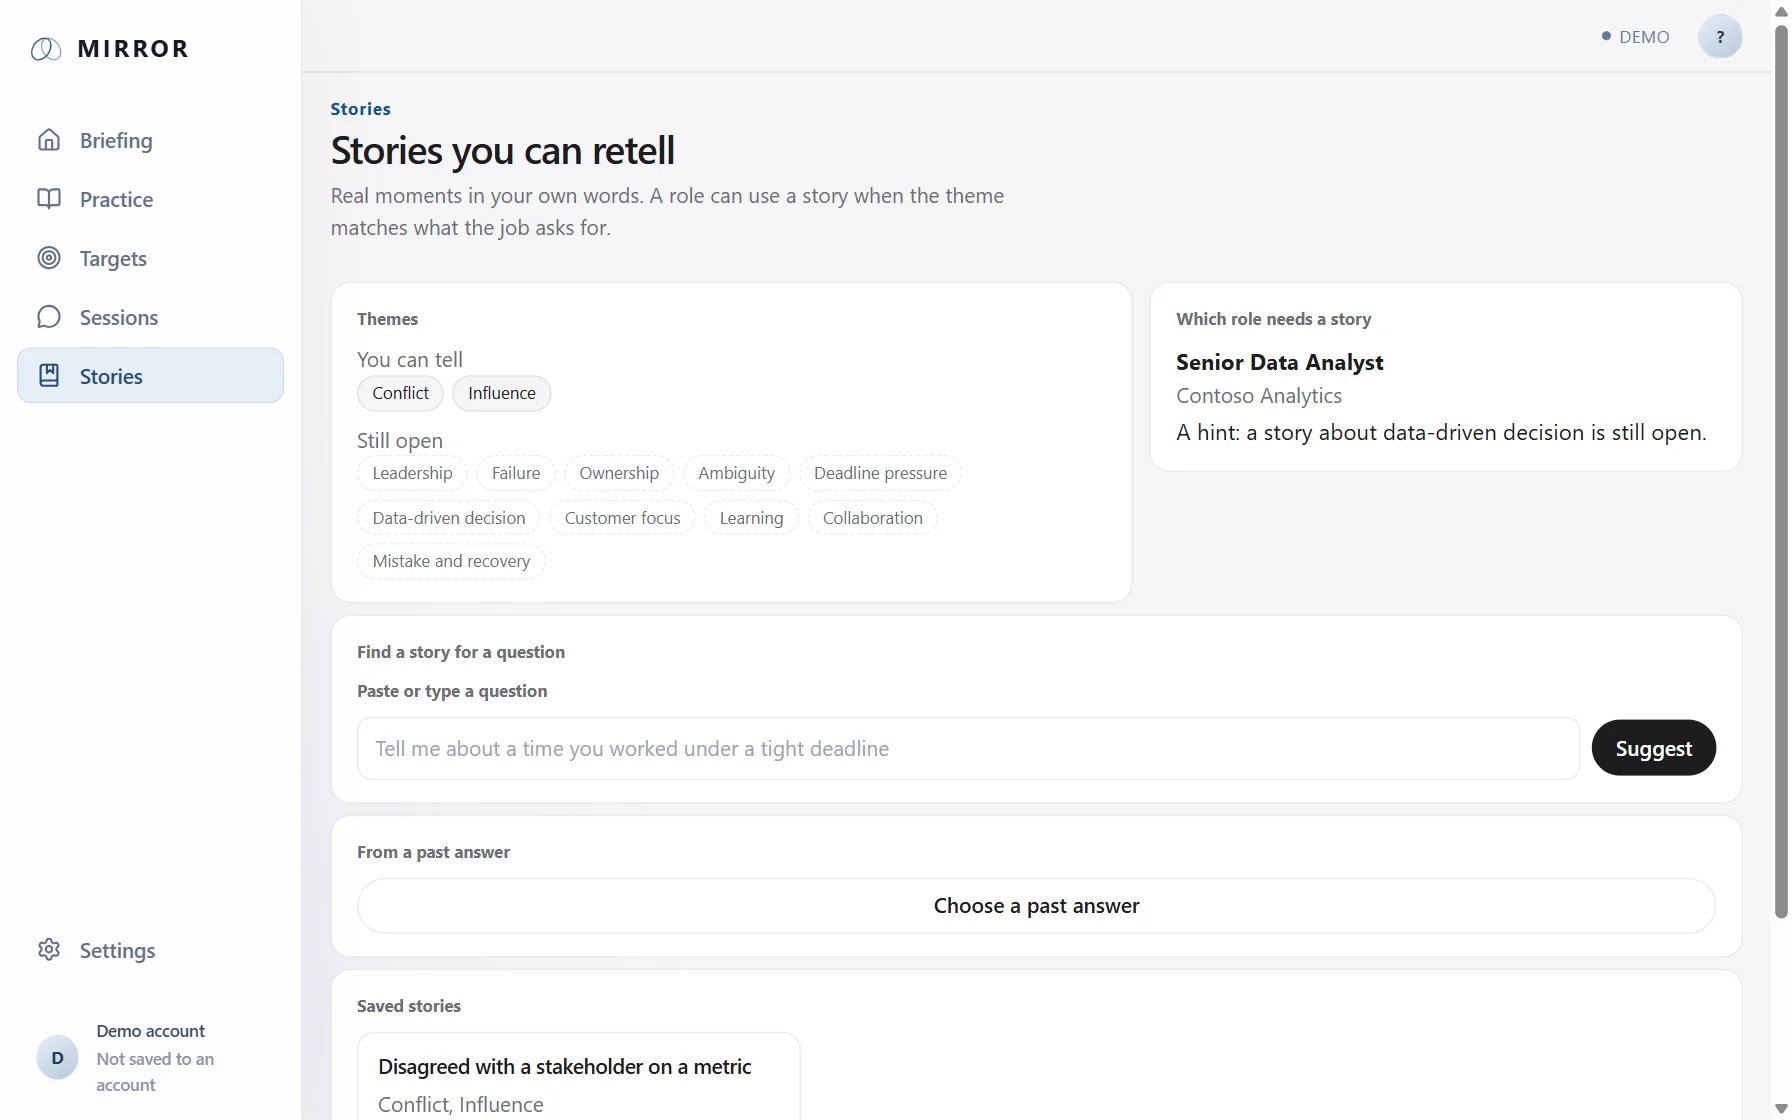 MIRROR
Briefing
Practice
Targets
Sessions
Stories
Settings
D
Demo account
Not saved to an
account
DEMO
?
Stories
Stories you can retell
Real moments in your own words. A role can use a story when the theme
matches what the job asks for.
Themes
You can tell
Conflict Influence
Still open
Leadership Failure Ownership Ambiguity Deadline pressure
Data-driven decision Customer focus Learning Collaboration
Mistake and recovery
Which role needs a story
Senior Data Analyst
Contoso Analytics
A hint: a story about data-driven decision is still open.
Find a story for a question
Paste or type a question
Tell me about a time you worked under a tight deadline
Suggest
From a past answer
Choose a past answer
Saved stories
Disagreed with a stakeholder on a metric
Conflict, Influence